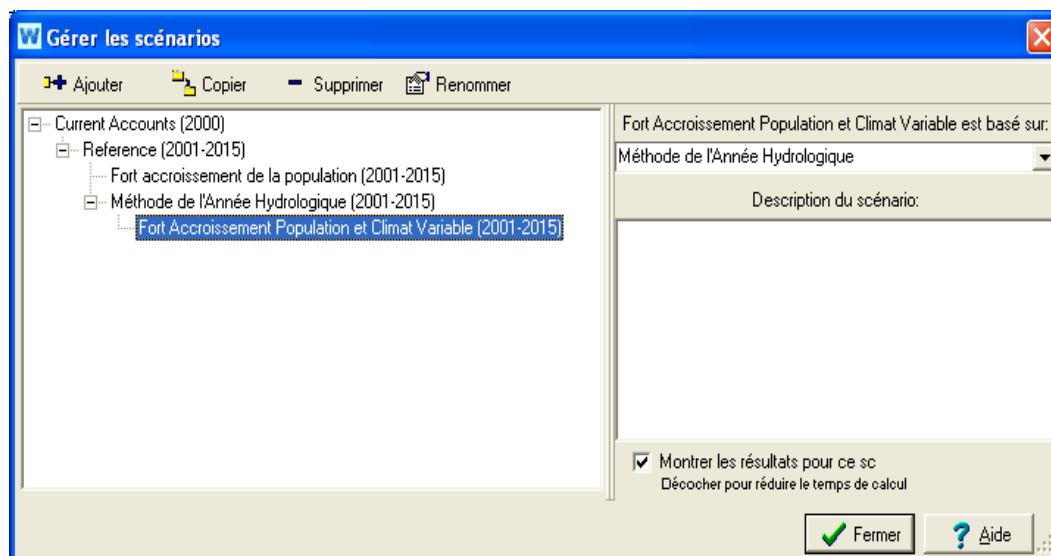 Gérer les scénarios
Ajouter Copier Supprimer Renommer
Current Accounts (2000)
Reference (2001-2015)
Fort accroissement de la population (2001-2015)
Méthode de l'Année Hydrologique (2001-2015)
Fort Accroissement Population et Climat Variable (2001-2015)
Fort Accroissement Population et Climat Variable est basé sur:
Méthode de l'Année Hydrologique
Description du scénario:
Montrer les résultats pour ce sc
Décocher pour réduire le temps de calcul
Fermer Aide